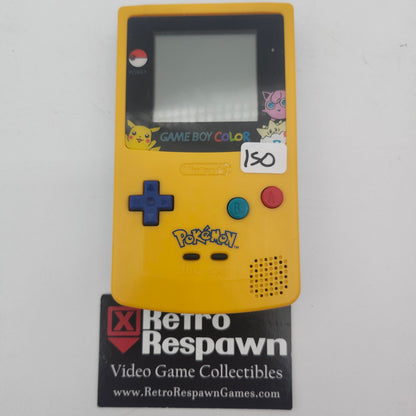 POWER
GAME BOY COLOR
150
Nintendo
B
A
POKéMON
Retro
Respawn
Video Game Collectibles
www.RetroRespawnGames.com